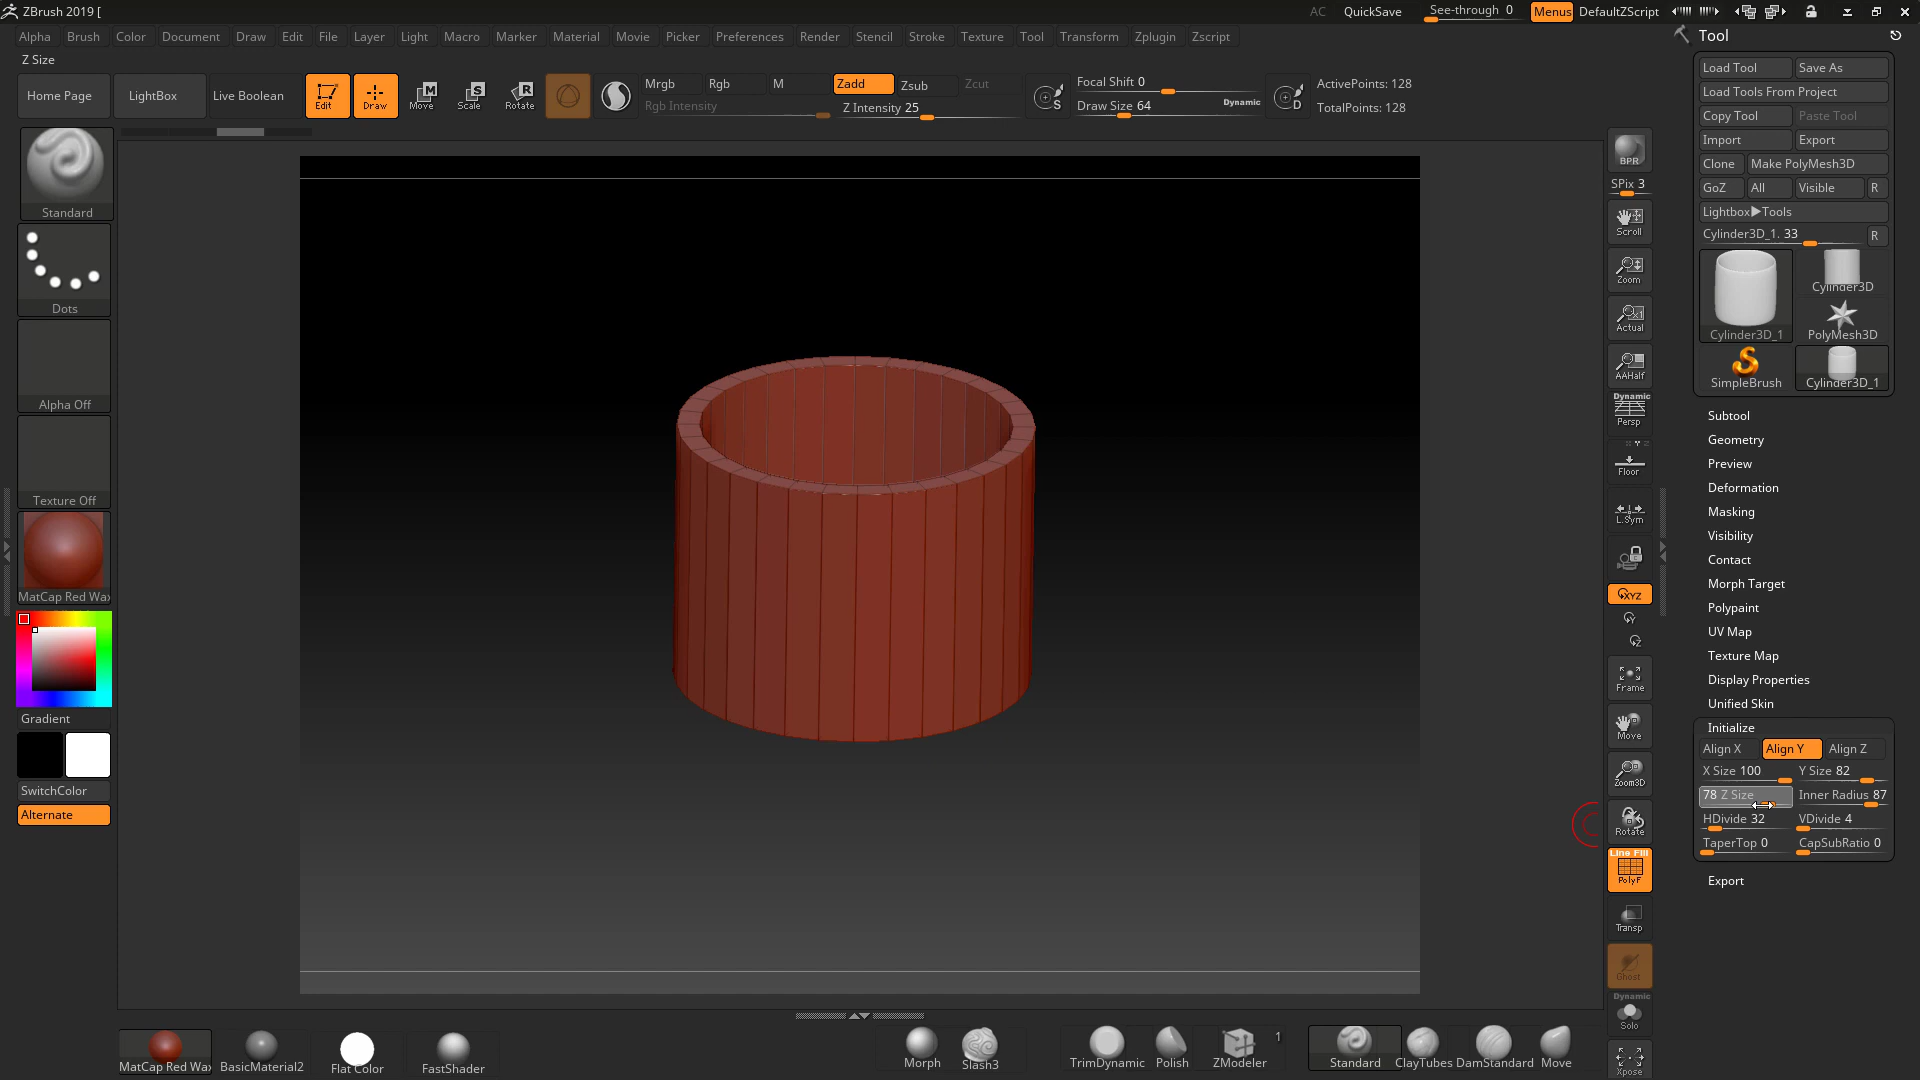 ZBrush 2019 [
AC QuickSave See-through 0 Menus DefaultZScript
Alpha Brush Color Document Draw Edit File Layer Light Macro Marker Material Movie Picker Preferences Render Stencil Stroke Texture Tool Transform Zplugin Zscript
Z Size
Home Page LightBox Live Boolean Edit Draw Move Scale Rotate
Mrgb Rgb M Zadd Zsub Zcut
Rgb Intensity Z Intensity 25
Focal Shift 0
Draw Size 64 Dynamic
S
D
ActivePoints: 128
TotalPoints: 128
Standard
Dots
Alpha Off
Texture Off
MatCap Red Wax
Gradient
SwitchColor
Alternate
BPR
SPix 3
Scroll
Zoom
Actual
AAHalf
Dynamic
Persp
Floor
L.Sym
XYZ
Y
Z
Frame
Move
Zoom3D
Rotate
Line Fill
PolyF
Transp
Ghost
Dynamic
Solo
Xpose
Tool
Load Tool Save As
Load Tools From Project
Copy Tool Paste Tool
Import Export
Clone Make PolyMesh3D
GoZ All Visible R
Lightbox▶Tools
Cylinder3D_1. 33 R
Cylinder3D_1 Cylinder3D
PolyMesh3D
SimpleBrush Cylinder3D_1
Subtool
Geometry
Preview
Deformation
Masking
Visibility
Contact
Morph Target
Polypaint
UV Map
Texture Map
Display Properties
Unified Skin
Initialize
Align X Align Y Align Z
X Size 100 Y Size 82
78 Z Size Inner Radius 87
HDivide 32 VDivide 4
TaperTop 0 CapSubRatio 0
Export
MatCap Red Wax BasicMaterial2 Flat Color FastShader Morph Slash3 TrimDynamic Polish ZModeler 1 Standard ClayTubes DamStandard Move